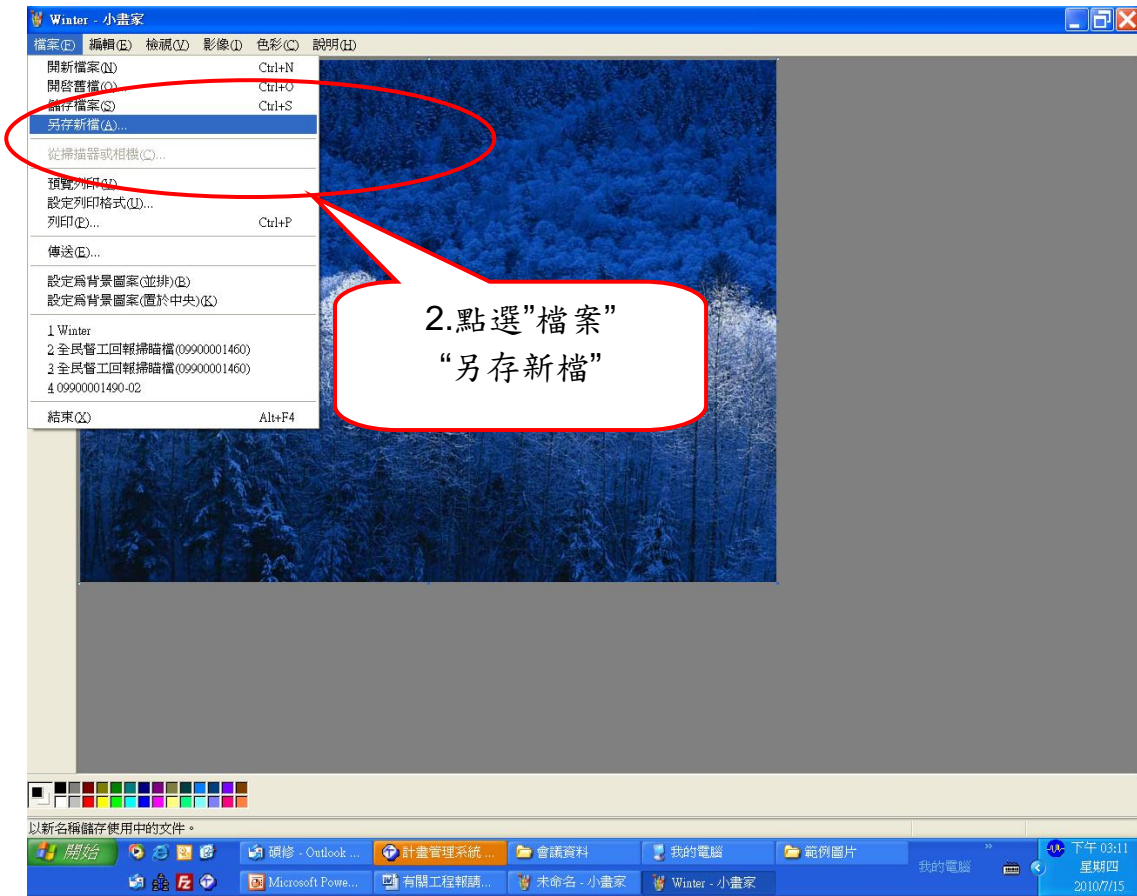 Winter - 小畫家
檔案(F) 編輯(E) 檢視(V) 影像(I) 色彩(C) 說明(H)
開新檔案(N) Ctrl+N
開啓舊檔(O)... Ctrl+O
儲存檔案(S) Ctrl+S
另存新檔(A)...
從掃描器或相機(C)...
預覽列印(V)
設定列印格式(U)...
列印(P)... Ctrl+P
傳送(E)...
設定爲背景圖案(並排)(B)
設定爲背景圖案(置於中央)(K)
1 Winter
2 全民督工回報掃瞄檔(09900001460)
3 全民督工回報掃瞄檔(09900001460)
4 09900001490-02
結束(X) Alt+F4
2.點選”檔案”
“另存新檔”
以新名稱儲存使用中的文件。
開始 碩修 - Outlook ... 計畫管理系統 ... 會議資料 我的電腦 範例圖片 我的電腦 » 下午 03:11
星期四
Microsoft Powe... 有關工程報請... 未命名 - 小畫家 Winter - 小畫家 2010/7/15